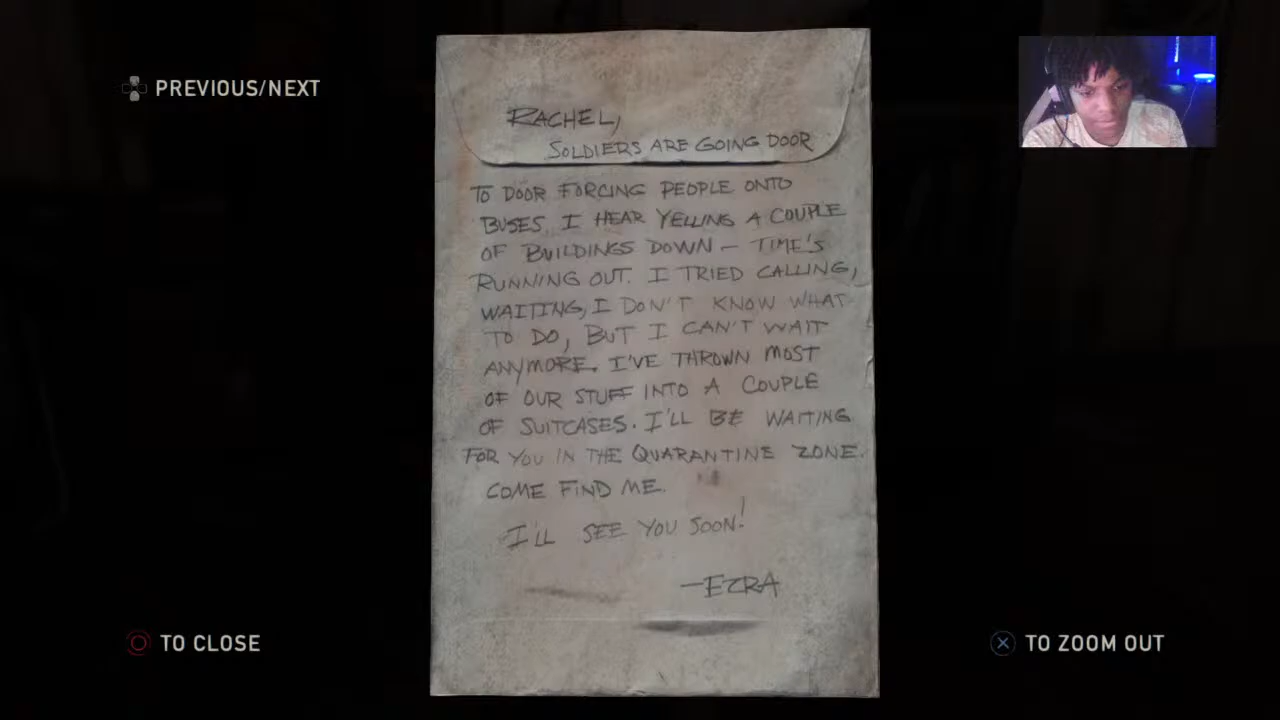 PREVIOUS/NEXT
RACHEL,
SOLDIERS ARE GOING DOOR
TO DOOR FORCING PEOPLE ONTO
BUSES. I HEAR YELLING A COUPLE
OF BUILDINGS DOWN – TIME'S
RUNNING OUT. I TRIED CALLING,
WAITING, I DON'T KNOW WHAT
TO DO, BUT I CAN'T WAIT
ANYMORE. I'VE THROWN MOST
OF OUR STUFF INTO A COUPLE
OF SUITCASES. I'LL BE WAITING
FOR YOU IN THE QUARANTINE ZONE.
COME FIND ME.
I'LL SEE YOU SOON!
–EZRA
TO CLOSE
TO ZOOM OUT